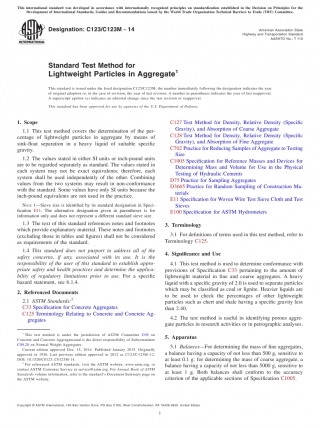 This international standard was developed in accordance with internationally recognized principles on standardization established in the Decision on Principles for the
Development of International Standards, Guides and Recommendations issued by the World Trade Organization Technical Barriers to Trade (TBT) Committee.
Designation: C123/C123M − 14
American Association State
Highway and Transportation Standard
AASHTO No.: T 113
Standard Test Method for
Lightweight Particles in Aggregate1
This standard is issued under the fixed designation C123/C123M; the number immediately following the designation indicates the year
of original adoption or, in the case of revision, the year of last revision. A number in parentheses indicates the year of last reapproval.
A superscript epsilon (ε) indicates an editorial change since the last revision or reapproval.
This standard has been approved for use by agencies of the U.S. Department of Defense.
1. Scope
1.1 This test method covers the determination of the per-
centage of lightweight particles in aggregate by means of
sink-float separation in a heavy liquid of suitable specific
gravity.
1.2 The values stated in either SI units or inch-pound units
are to be regarded separately as standard. The values stated in
each system may not be exact equivalents; therefore, each
system shall be used independently of the other. Combining
values from the two systems may result in non-conformance
with the standard. Some values have only SI units because the
inch-pound equivalents are not used in the practice.
NOTE 1—Sieve size is identified by its standard designation in Speci-
fication E11. The alternative designation given in parentheses is for
information only and does not represent a different standard sieve size.
1.3 The text of this standard references notes and footnotes
which provide explanatory material. These notes and footnotes
(excluding those in tables and figures) shall not be considered
as requirements of the standard.
1.4 This standard does not purport to address all of the
safety concerns, if any, associated with its use. It is the
responsibility of the user of this standard to establish appro-
priate safety and health practices and determine the applica-
bility of regulatory limitations prior to use. For a specific
hazard statement, see 6.1.4.
2. Referenced Documents
2.1 ASTM Standards:2
C33 Specification for Concrete Aggregates
C125 Terminology Relating to Concrete and Concrete Ag-
gregates
1 This test method is under the jurisdiction of ASTM Committee C09 on
Concrete and Concrete Aggregates and is the direct responsibility of Subcommittee
C09.20 on Normal Weight Aggregates.
Current edition approved Dec. 15, 2014. Published January 2015. Originally
approved in
Last previous edition approved in 2012 as C123/C123M–12.
DOI: 10.1520/C0123_C0123M-14.
2 For referenced ASTM standards, visit the ASTM website, www.astm.org, or
contact ASTM Customer Service at service@astm.org. For Annual Book of ASTM
Standards volume information, refer to the standard's Document Summary page on
the ASTM website.
C127 Test Method for Density, Relative Density (Specific
Gravity), and Absorption of Coarse Aggregate
C128 Test Method for Density, Relative Density (Specific
Gravity), and Absorption of Fine Aggregate
C702 Practice for Reducing Samples of Aggregate to Testing
Size
C1005 Specification for Reference Masses and Devices for
Determining Mass and Volume for Use in the Physical
Testing of Hydraulic Cements
D75 Practice for Sampling Aggregates
D3665 Practice for Random Sampling of Construction Ma-
terials
E11 Specification for Woven Wire Test Sieve Cloth and Test
Sieves
E100 Specification for ASTM Hydrometers
3. Terminology
3.1 For definitions of terms used in this test method, refer to
Terminology C125.
4. Significance and Use
4.1 This test method is used to determine conformance with
provisions of Specification C33 pertaining to the amount of
lightweight material in fine and coarse aggregates. A heavy
liquid with a specific gravity of 2.0 is used to separate particles
which may be classified as coal or lignite. Heavier liquids are
to be used to check the percentages of other lightweight
particles such as chert and shale having a specific gravity less
than 2.40.
4.2 The test method is useful in identifying porous aggre-
gate particles in research activities or in petrographic analyses.
5. Apparatus
5.1 Balances—For determining the mass of fine aggregates,
a balance having a capacity of not less than 500 g, sensitive to
at least 0.1 g; for determining the mass of coarse aggregate, a
balance having a capacity of not less than 5000 g, sensitive to
at least 1 g. Both balances shall conform to the accuracy
criterion of the applicable sections of Specification C1005.
Copyright © ASTM International, 100 Barr Harbor Drive, PO Box C700, West Conshohocken, PA 19428-2959. United States
1